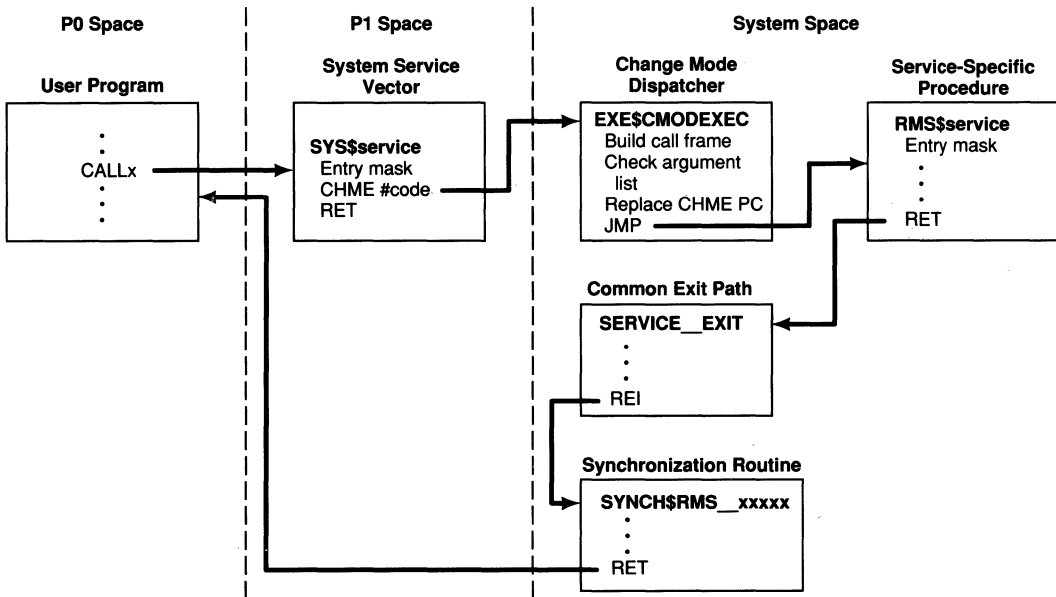 P0 Space
P1 Space
System Space
User Program
CALLx
System Service
Vector
SYS$service
Entry mask
CHME #code
RET
Change Mode
Dispatcher
EXE$CMODEXEC
Build call frame
Check argument
list
Replace CHME PC
JMP
Service-Specific
Procedure
RMS$service
Entry mask
RET
Common Exit Path
SERVICE__EXIT
REI
Synchronization Routine
SYNCH$RMS__xxxxx
RET